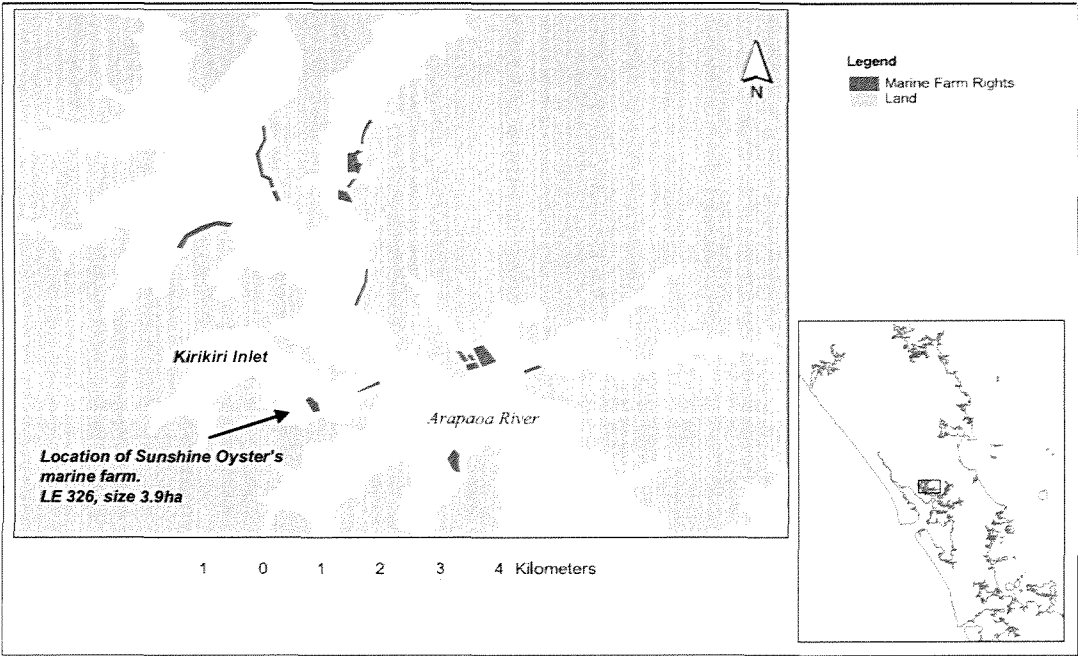 N
Legend
Marine Farm Rights
Land
Kirikiri Inlet
Arapaoa River
Location of Sunshine Oyster's
marine farm.
LE 326, size 3.9ha
1 0 1 2 3 4 Kilometers